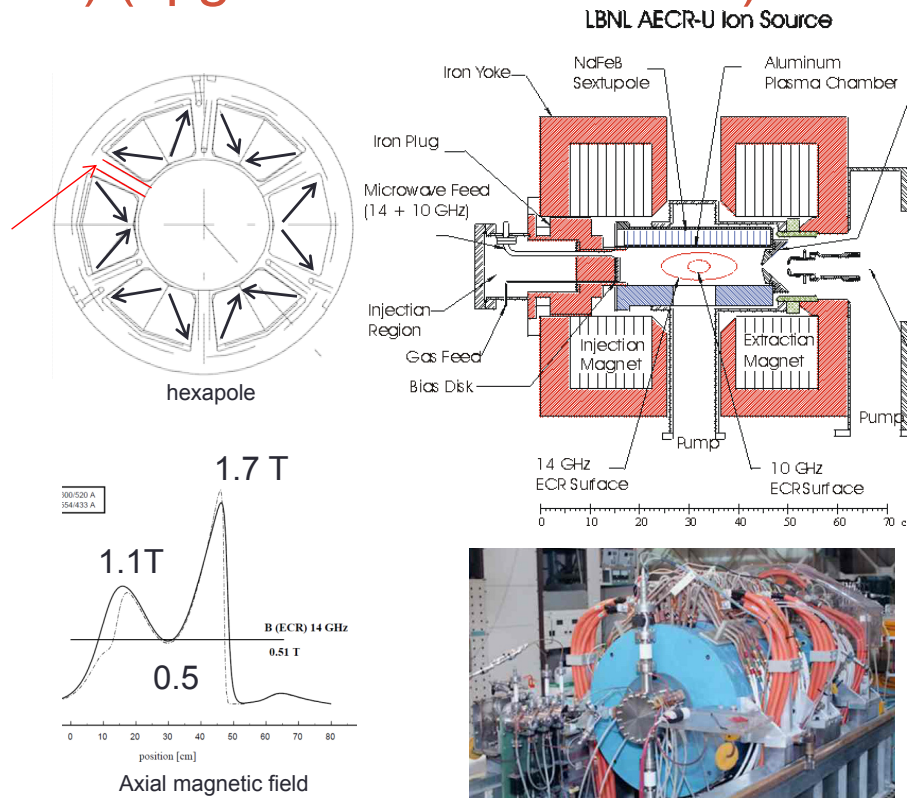 LBNL AECR-U Ion Source
Iron Yoke
NdFeB
Sextupole
Aluminum
Plasma Chamber
Iron Plug
Microwave Feed
(14 + 10 GHz)
Injection
Region
Gas Feed
Bias Disk
Injection
Magnet
Extraction
Magnet
Pump
Pump
14 GHz
ECR Surface
10 GHz
ECR Surface
0 10 20 30 40 50 60 70 c
hexapole
1.7 T
520 A
433 A
1.1T
B (ECR) 14 GHz
0.51 T
0.5
0 10 20 30 40 50 60 70 80
position [cm]
Axial magnetic field